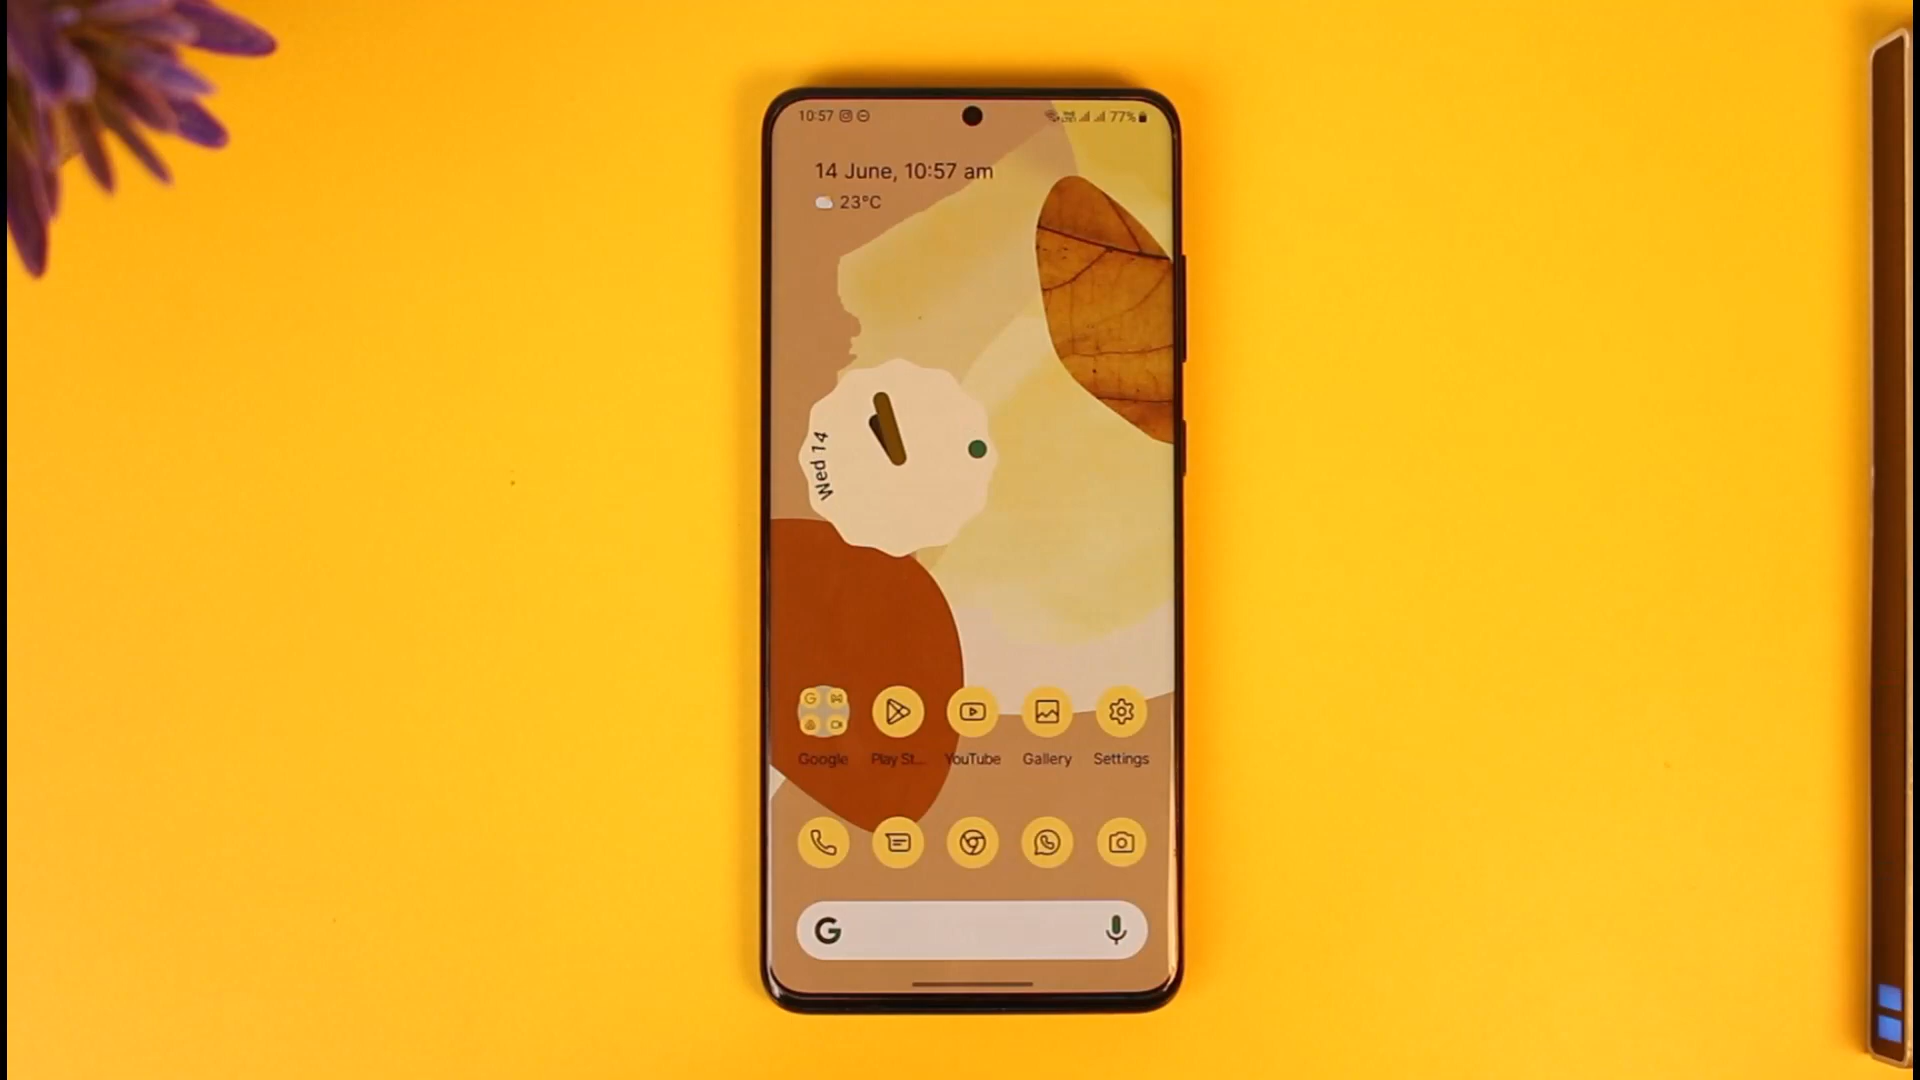 10:57
77%
14 June, 10:57 am
23°C
Wed 14
Google
Play St...
YouTube
Gallery
Settings
G